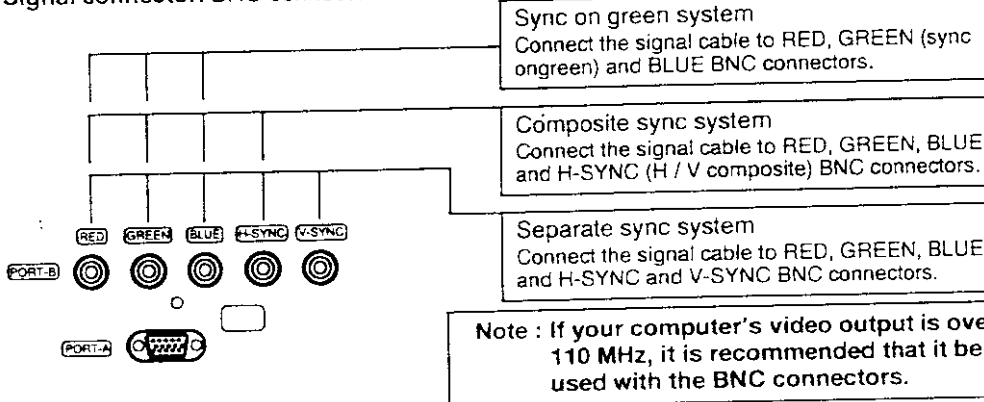 Sync on green system
Connect the signal cable to RED, GREEN (sync
ongreen) and BLUE BNC connectors.
Composite sync system
Connect the signal cable to RED, GREEN, BLUE
and H-SYNC (H / V composite) BNC connectors.
Separate sync system
Connect the signal cable to RED, GREEN, BLUE
and H-SYNC and V-SYNC BNC connectors.
RED GREEN BLUE H-SYNC V-SYNC
PORT-B
PORT-A
Note : If your computer's video output is ove
110 MHz, it is recommended that it be
used with the BNC connectors.